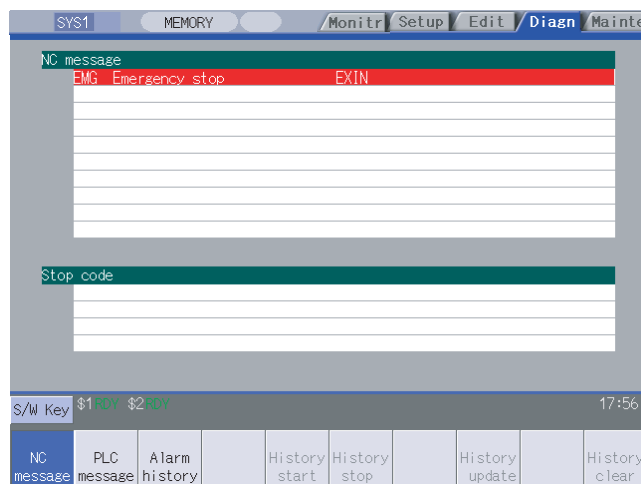 SYS1 MEMORY Monitr Setup Edit Diagn Mainte
NC message
EMG Emergency stop EXIN
Stop code
S/W Key $1 RDY $2 RDY 17:56
NC message PLC message Alarm history History start History stop History update History clear